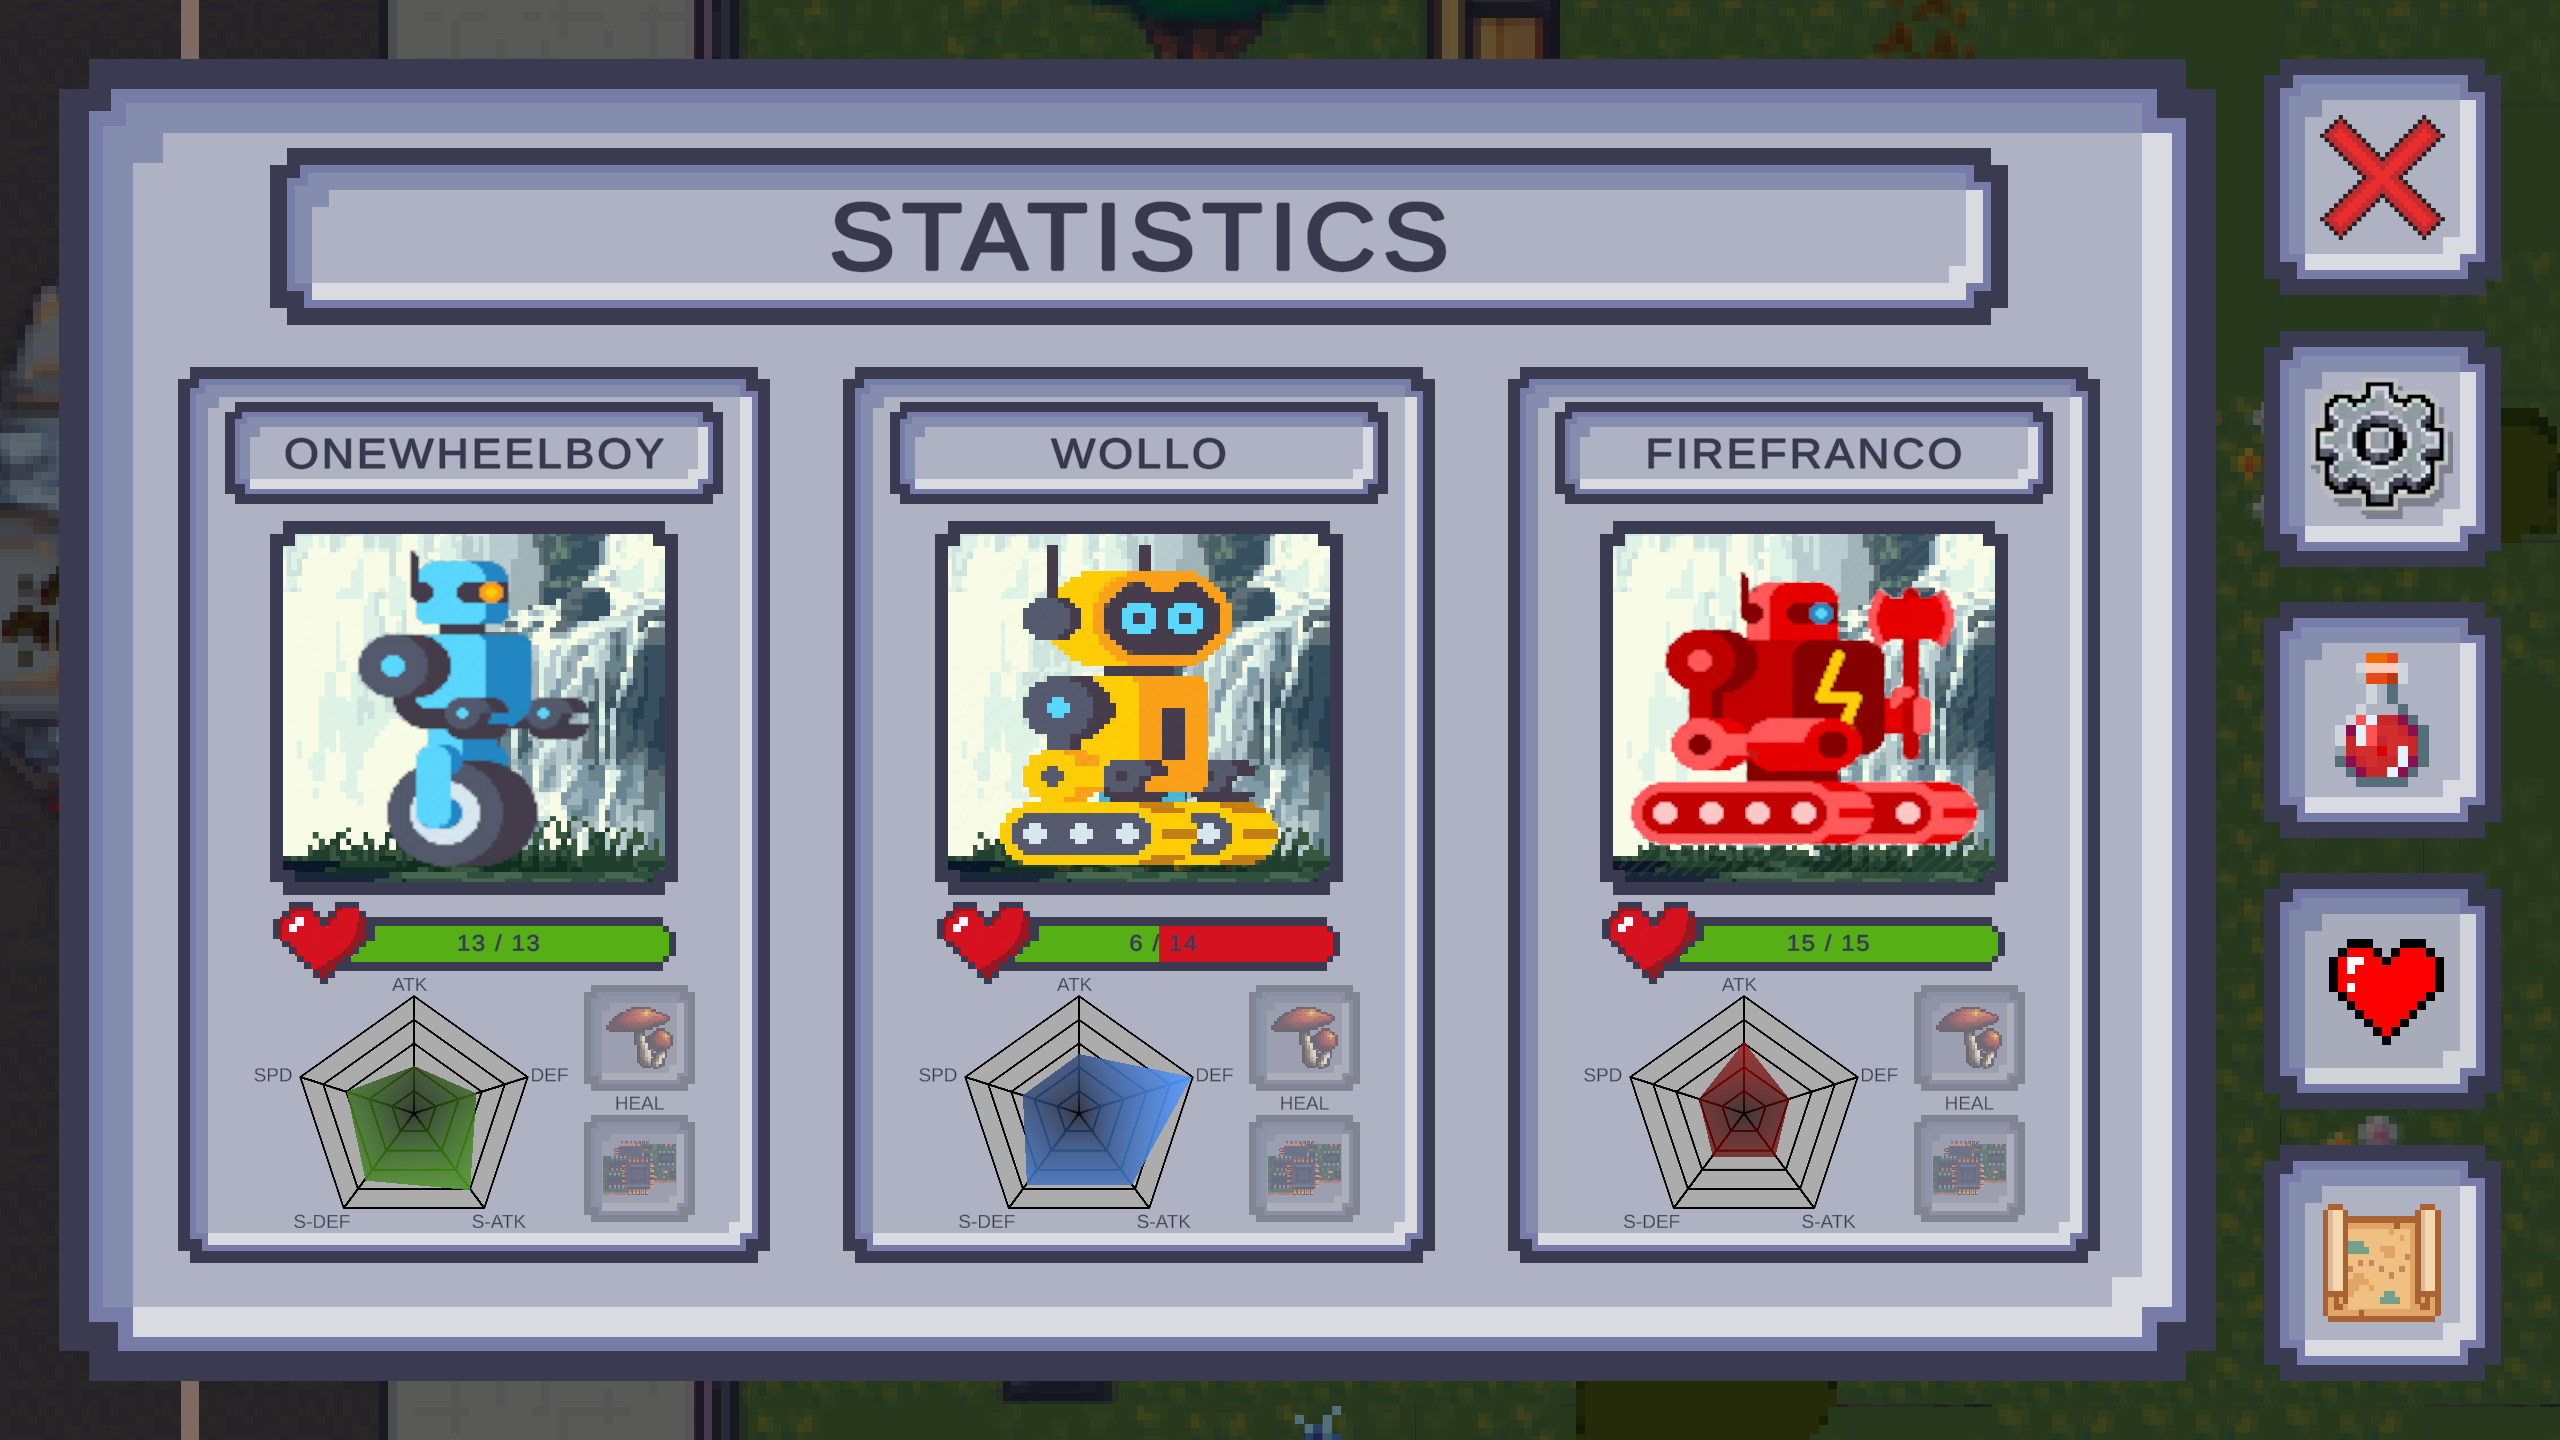 STATISTICS
ONEWHEELBOY
13 / 13
ATK
SPD
DEF
HEAL
S-DEF
S-ATK
WOLLO
6 / 14
ATK
SPD
DEF
HEAL
S-DEF
S-ATK
FIREFRANCO
15 / 15
ATK
SPD
DEF
HEAL
S-DEF
S-ATK